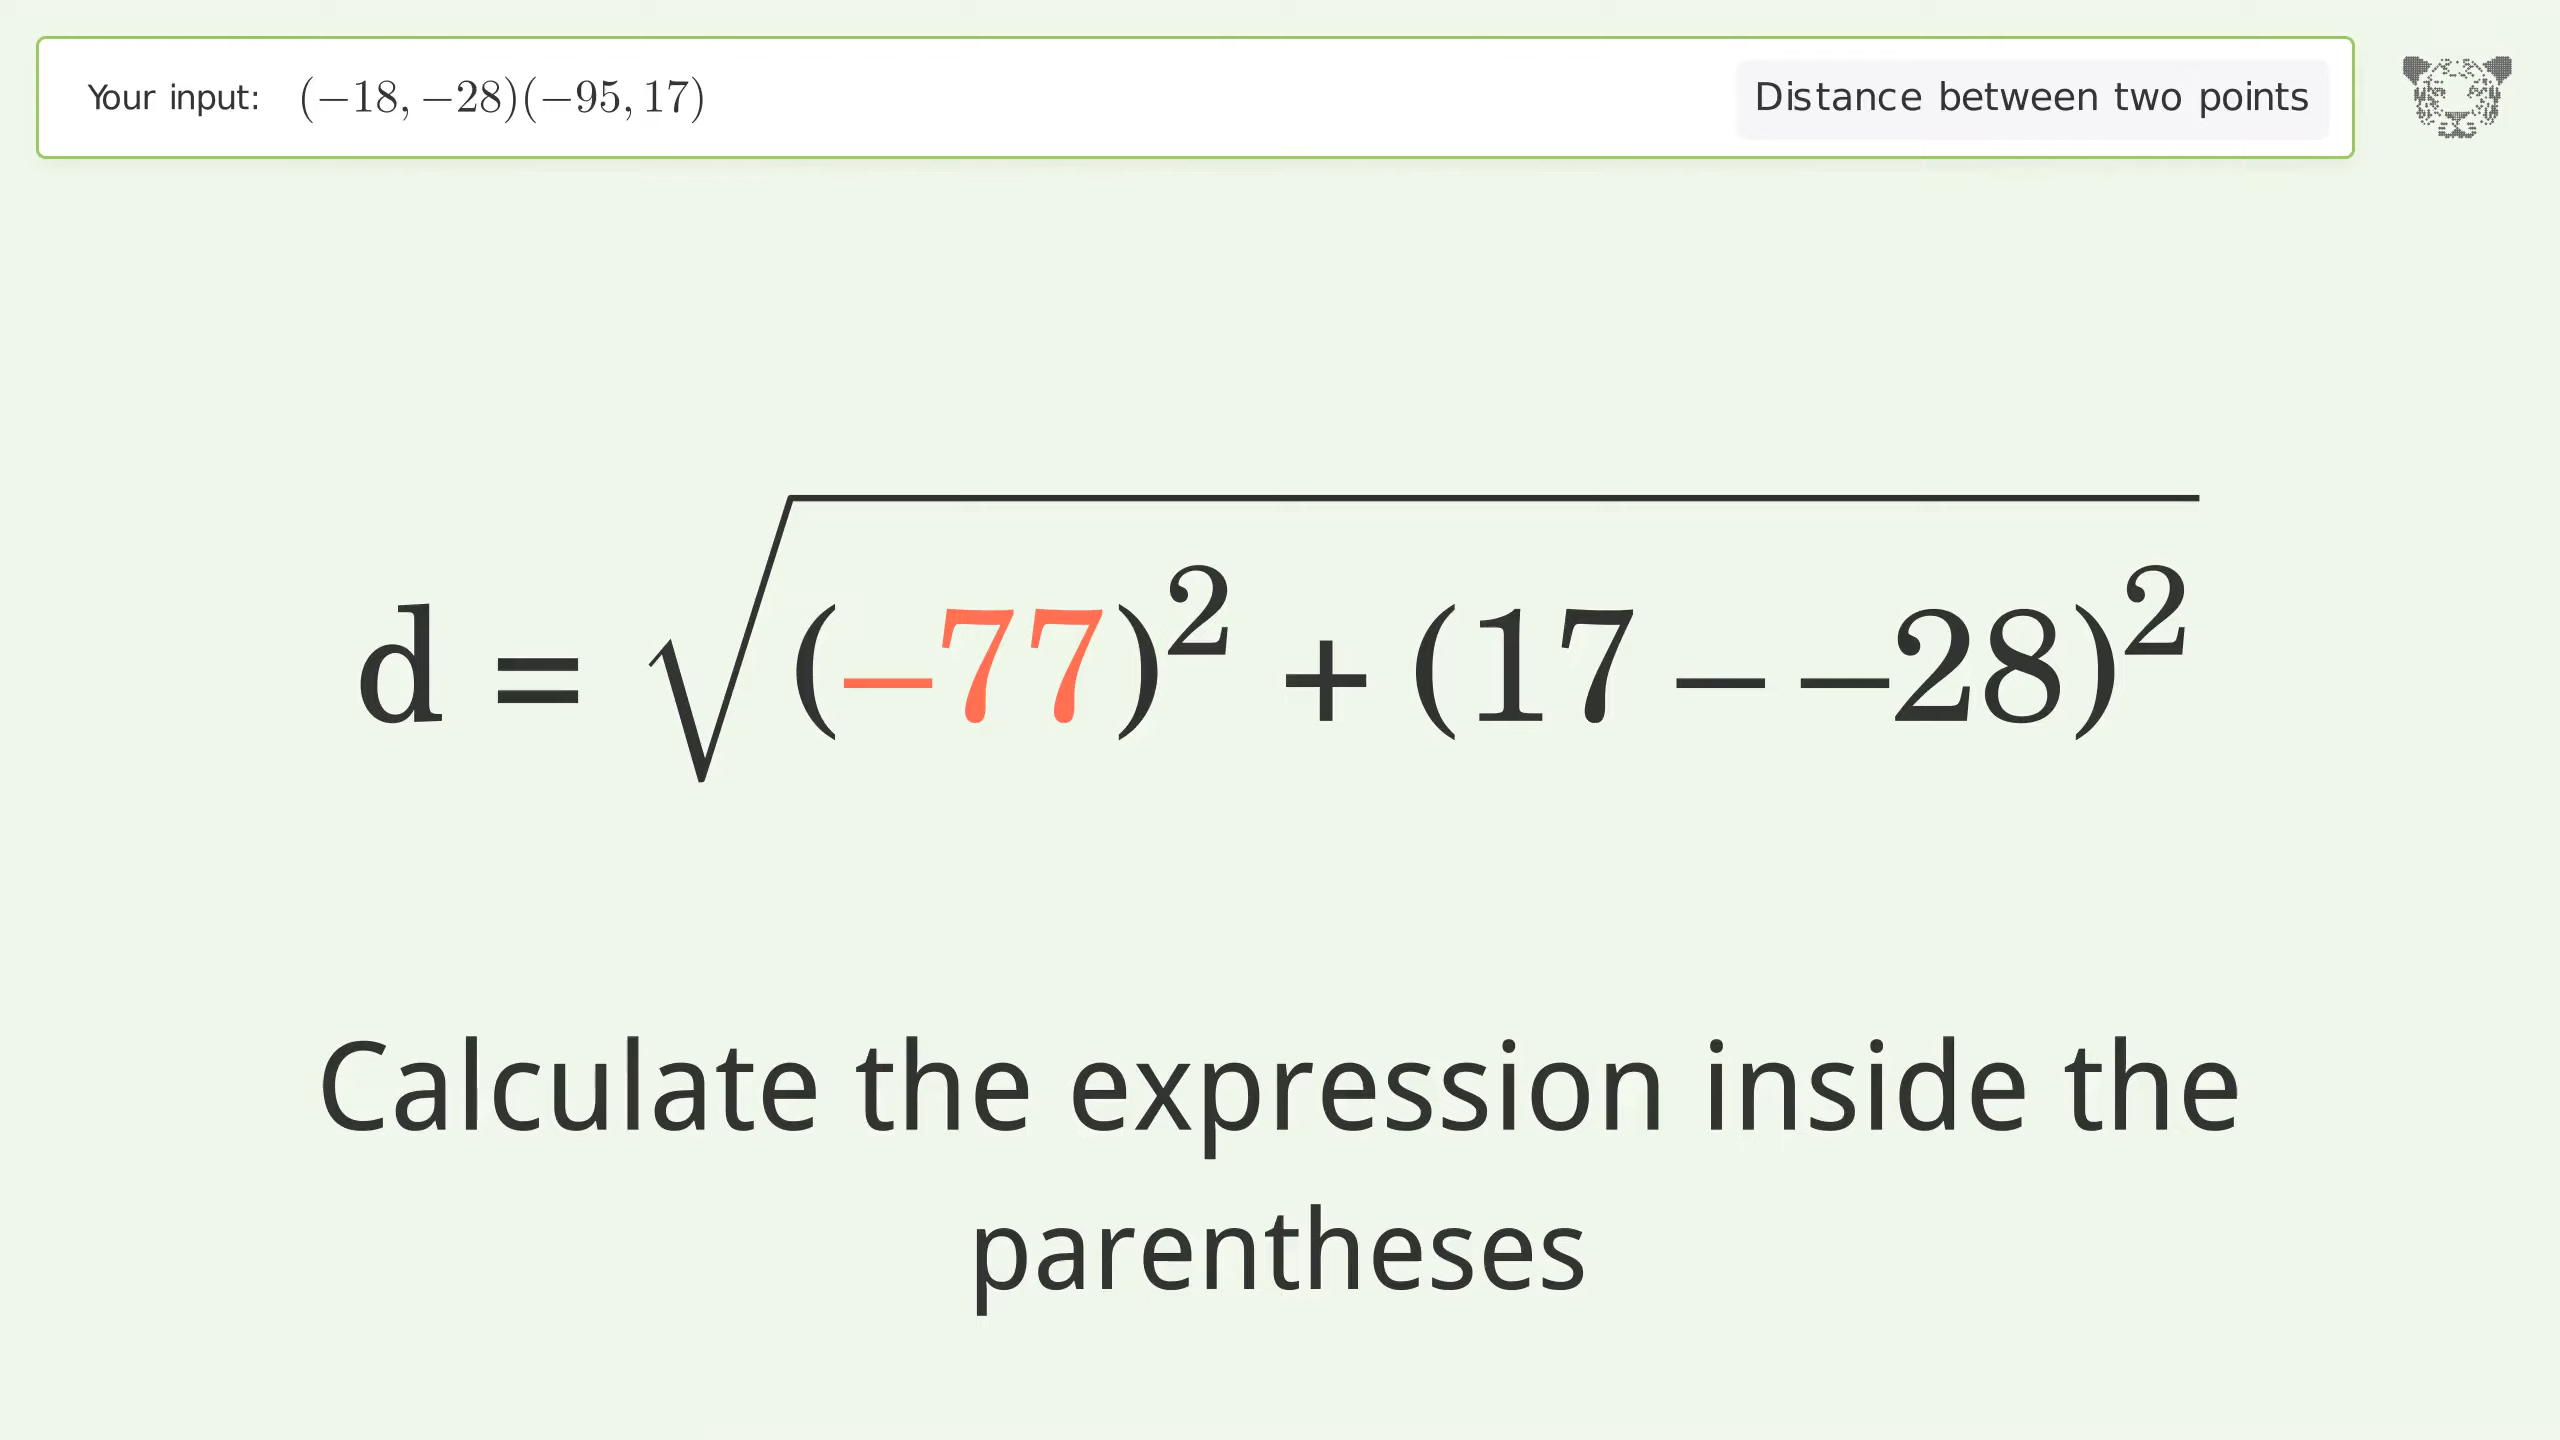 Your input: (−18, −28)(−95, 17)
Distance between two points
d = √(−77)² + (17 − −28)²
Calculate the expression inside the
parentheses